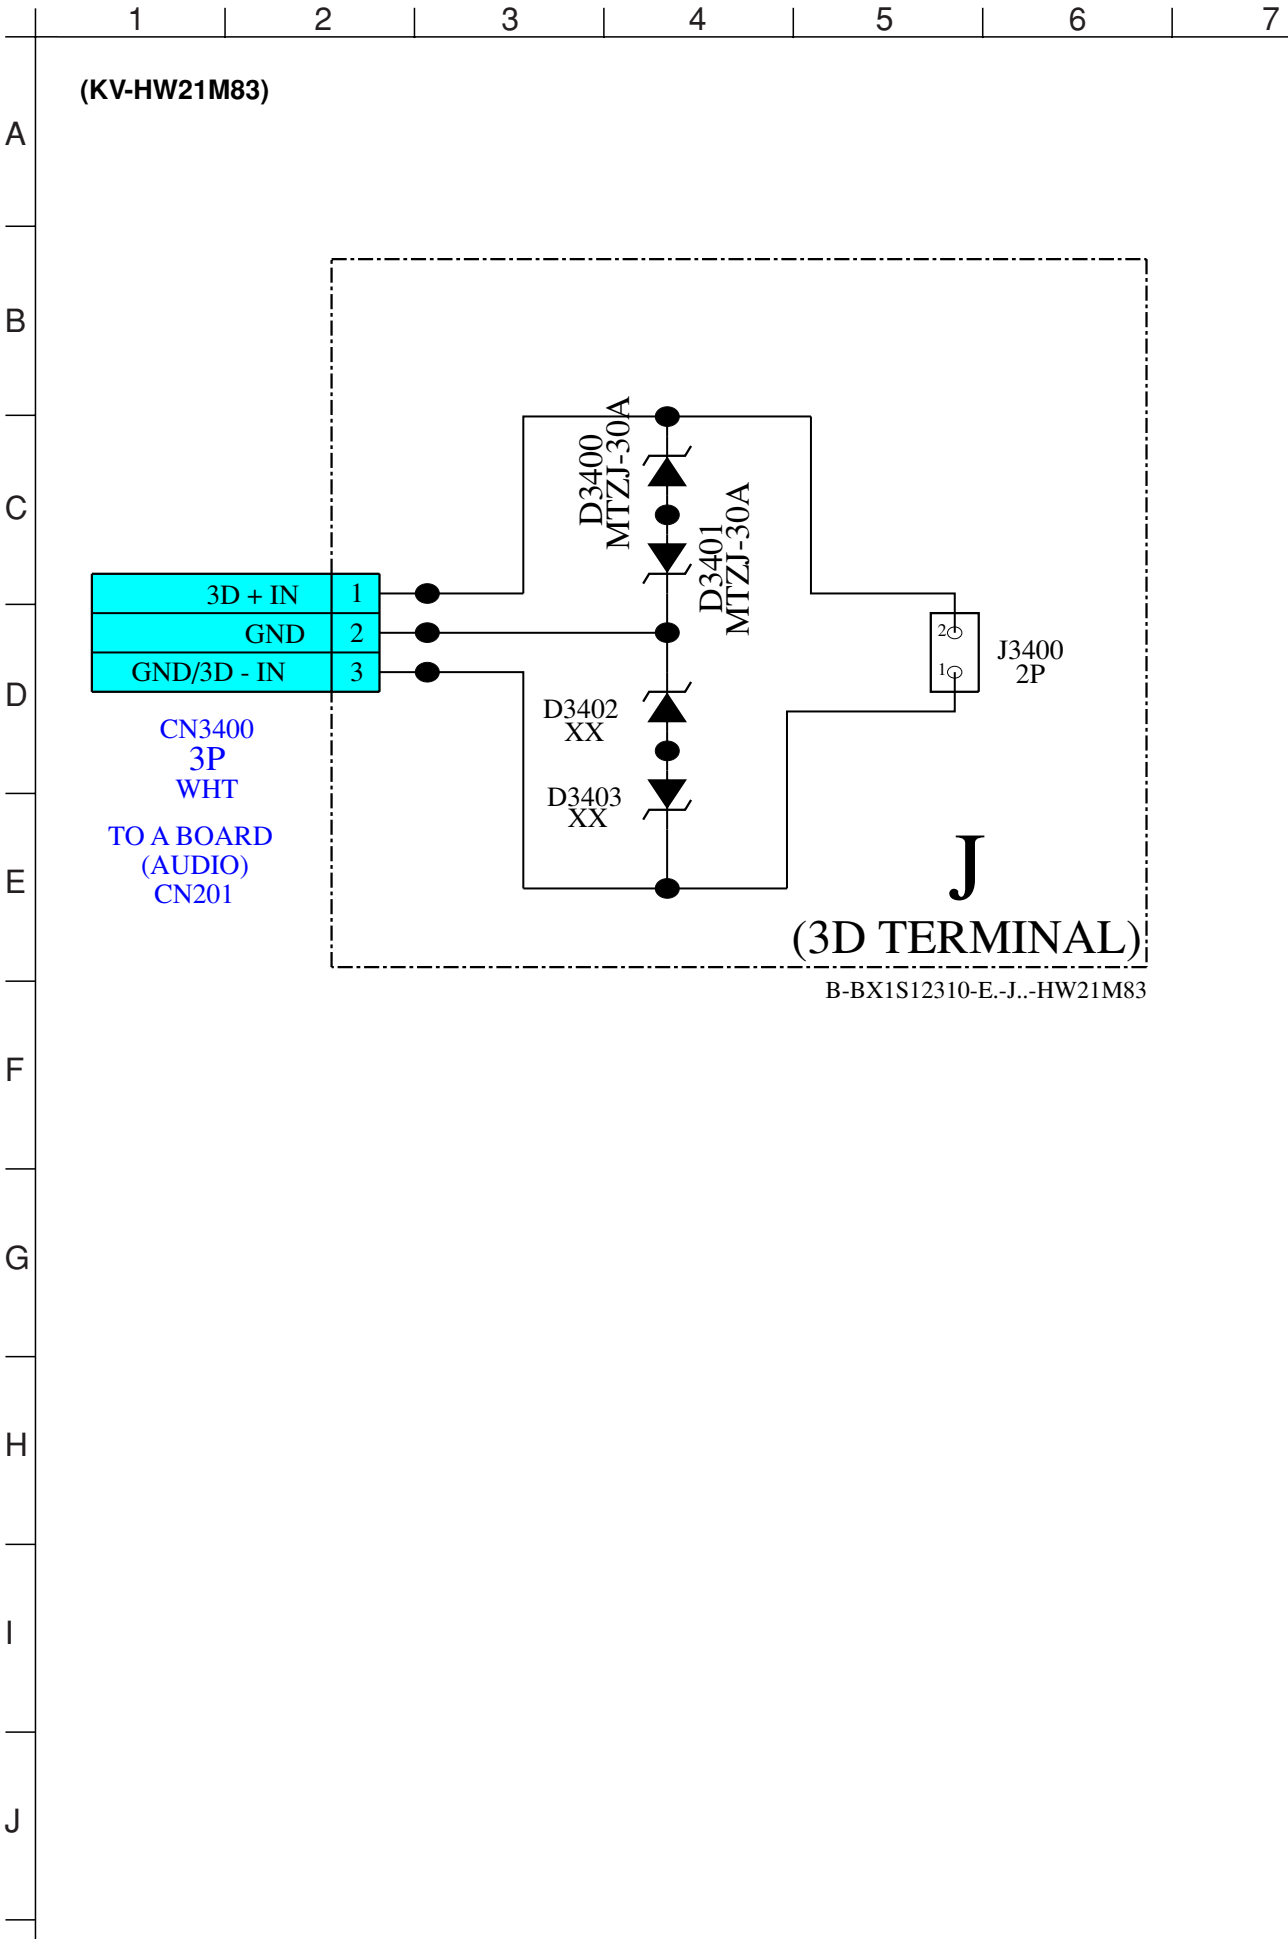 1 2 3 4 5 6 7
(KV-HW21M83)
A
B
C
D
E
F
G
H
I
J
D3400
MTZJ-30A
D3401
MTZJ-30A
3D + IN 1
GND 2
GND/3D - IN 3
2
1
J3400
2P
CN3400
3P
WHT
TO A BOARD
(AUDIO)
CN201
D3402
XX
D3403
XX
J
(3D TERMINAL)
B-BX1S12310-E.-J..-HW21M83